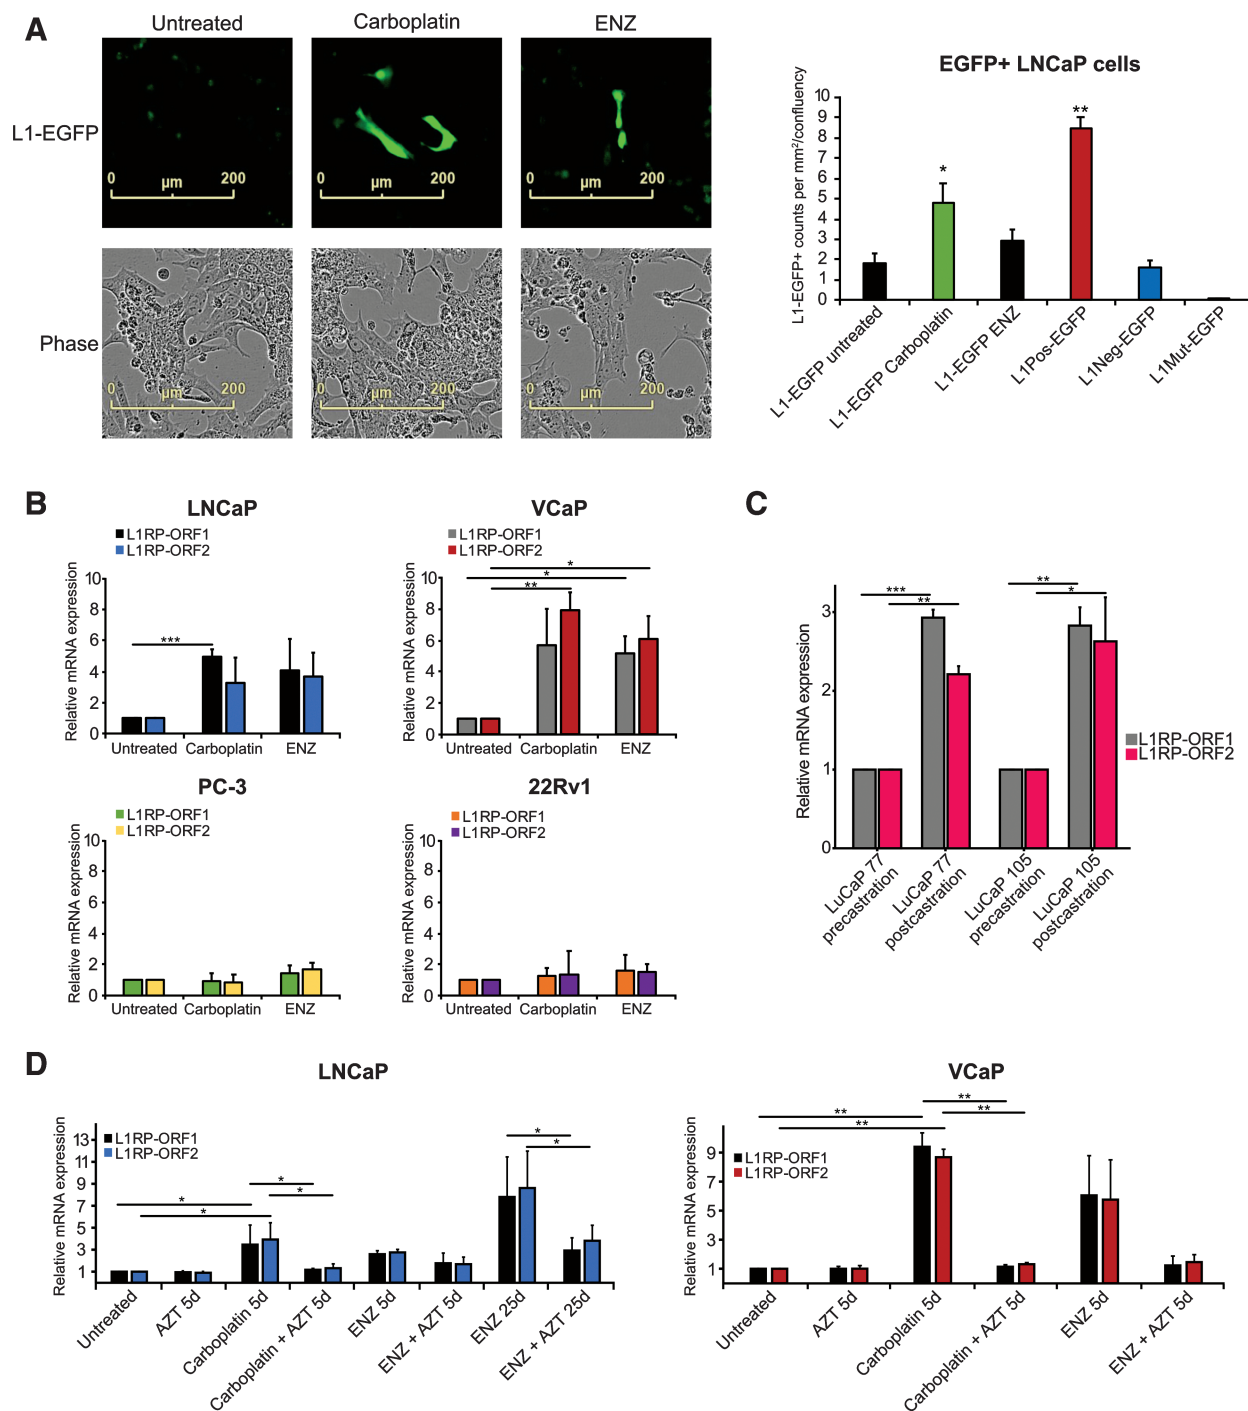 A
Untreated
Carboplatin
ENZ
L1-EGFP
0 µm 200
0 µm 200
0 µm 200
Phase
0 µm 200
0 µm 200
0 µm 200
EGFP+ LNCaP cells
L1-EGFP+ counts per mm²/confluency
10
9
8
7
6
5
4
3
2
1
0
*
**
L1-EGFP untreated
L1-EGFP Carboplatin
L1-EGFP ENZ
L1Pos-EGFP
L1Neg-EGFP
L1Mut-EGFP
B
LNCaP
L1RP-ORF1
L1RP-ORF2
Relative mRNA expression
10
8
6
4
2
0
***
Untreated Carboplatin ENZ
VCaP
L1RP-ORF1
L1RP-ORF2
Relative mRNA expression
10
8
6
4
2
0
*
*
**
Untreated Carboplatin ENZ
PC-3
L1RP-ORF1
L1RP-ORF2
Relative mRNA expression
10
8
6
4
2
0
Untreated Carboplatin ENZ
22Rv1
L1RP-ORF1
L1RP-ORF2
Relative mRNA expression
10
8
6
4
2
0
Untreated Carboplatin ENZ
C
Relative mRNA expression
3
2
1
0
***
**
**
*
L1RP-ORF1
L1RP-ORF2
LuCaP 77
precastration
LuCaP 77
postcastration
LuCaP 105
precastration
LuCaP 105
postcastration
D
LNCaP
L1RP-ORF1
L1RP-ORF2
Relative mRNA expression
13
11
9
7
5
3
1
*
*
*
*
*
*
Untreated
AZT 5d
Carboplatin 5d
Carboplatin + AZT 5d
ENZ 5d
ENZ + AZT 5d
ENZ 25d
ENZ + AZT 25d
VCaP
L1RP-ORF1
L1RP-ORF2
Relative mRNA expression
9
7
5
3
1
**
**
**
**
Untreated
AZT 5d
Carboplatin 5d
Carboplatin + AZT 5d
ENZ 5d
ENZ + AZT 5d